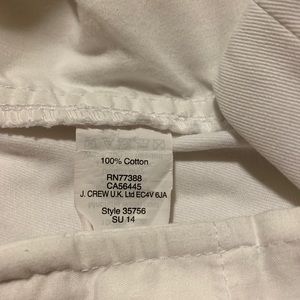 100% Cotton
RN77388
CA56445
J. CREW U.K. Ltd EC4V 6JA
Style 35756
SU 14